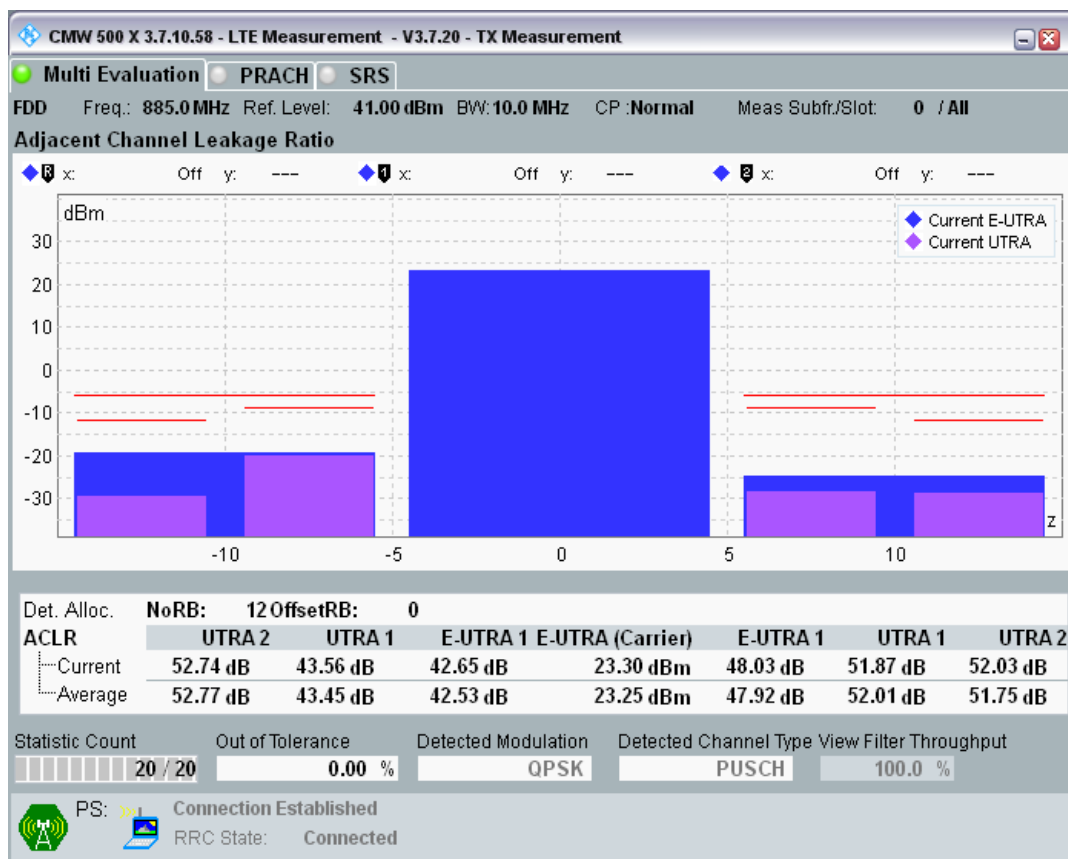 CMW 500 X 3.7.10.58 - LTE Measurement - V3.7.20 - TX Measurement
Multi Evaluation PRACH SRS
FDD Freq.: 885.0 MHz Ref. Level: 41.00 dBm BW: 10.0 MHz CP :Normal Meas Subfr./Slot: 0 / All
Adjacent Channel Leakage Ratio
R x: Off y: --- 1 x: Off y: --- 2 x: Off y: ---
dBm
Current E-UTRA
Current UTRA
30
20
10
0
-10
-20
-30
z
-10 -5 0 5 10
Det. Alloc. NoRB: 12 OffsetRB: 0
ACLR UTRA 2 UTRA 1 E-UTRA 1 E-UTRA (Carrier) E-UTRA 1 UTRA 1 UTRA 2
Current 52.74 dB 43.56 dB 42.65 dB 23.30 dBm 48.03 dB 51.87 dB 52.03 dB
Average 52.77 dB 43.45 dB 42.53 dB 23.25 dBm 47.92 dB 52.01 dB 51.75 dB
Statistic Count Out of Tolerance Detected Modulation Detected Channel Type View Filter Throughput
20 / 20 0.00 % QPSK PUSCH 100.0 %
PS: Connection Established
RRC State: Connected